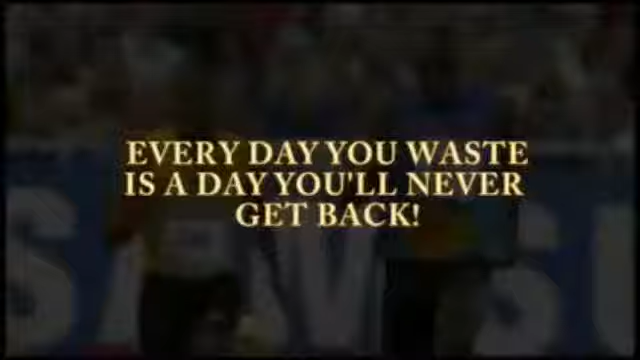 EVERY DAY YOU WASTE
IS A DAY YOU'LL NEVER
GET BACK!